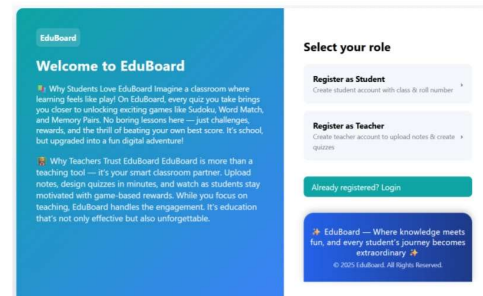 EduBoard
Welcome to EduBoard
Why Students Love EduBoard Imagine a classroom where
learning feels like play! On EduBoard, every quiz you take brings
you closer to unlocking exciting games like Sudoku, Word Match,
and Memory Pairs. No boring lessons here — just challenges,
rewards, and the thrill of beating your own best score. It's school,
but upgraded into a fun digital adventure!
Why Teachers Trust EduBoard EduBoard is more than a
teaching tool — it's your smart classroom partner. Upload
notes, design quizzes in minutes, and watch as students stay
motivated with game-based rewards. While you focus on
teaching, EduBoard handles the engagement. It's education
that's not only effective but also unforgettable.
Select your role
Register as Student
Create student account with class & roll number
Register as Teacher
Create teacher account to upload notes & create
quizzes
Already registered? Login
✨ EduBoard — Where knowledge meets
fun, and every student's journey becomes
extraordinary ✨
© 2025 EduBoard. All Rights Reserved.